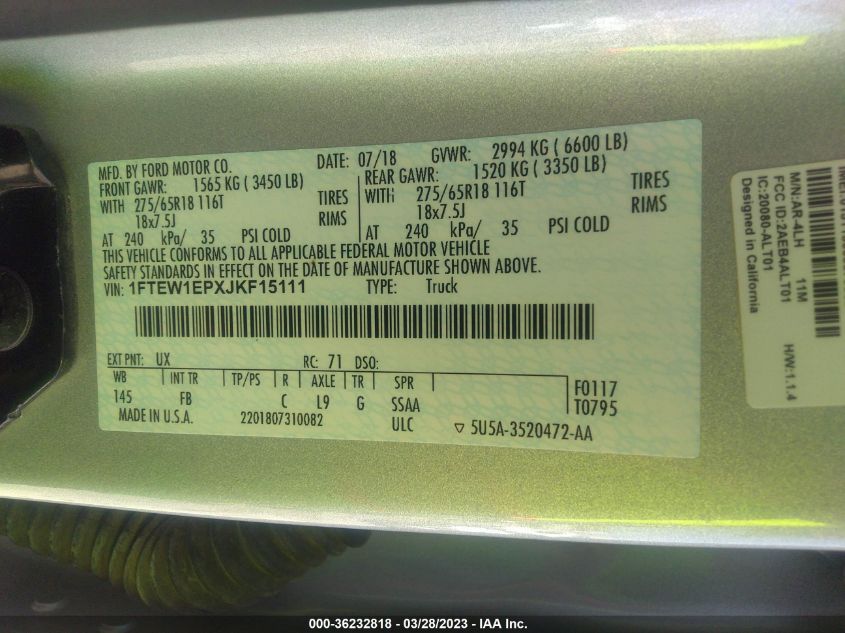 MFD. BY FORD MOTOR CO.
DATE: 07/18 GVWR: 2994 KG ( 6600 LB)
FRONT GAWR: 1565 KG ( 3450 LB)
WITH 275/65R18 116T TIRES
18x7.5J RIMS
AT 240 kPa/ 35 PSI COLD
REAR GAWR: 1520 KG ( 3350 LB)
WITH 275/65R18 116T TIRES
18x7.5J RIMS
AT 240 kPa/ 35 PSI COLD
THIS VEHICLE CONFORMS TO ALL APPLICABLE FEDERAL MOTOR VEHICLE
SAFETY STANDARDS IN EFFECT ON THE DATE OF MANUFACTURE SHOWN ABOVE.
VIN: 1FTEW1EPXJKF15111 TYPE: Truck
EXT PNT: UX RC: 71 DSO:
WB INT TR TP/PS R AXLE TR SPR
145 FB C L9 G SSAA
F0117
T0795
MADE IN U.S.A. 2201807310082 ULC ▽ 5U5A-3520472-AA
M/N:AR-4LH 11M
FCC ID:2AEB4ALT01
IC:20080-ALT01
Designed in California
H/W:1.1.4
000-36232818 - 03/28/2023 - IAA Inc.